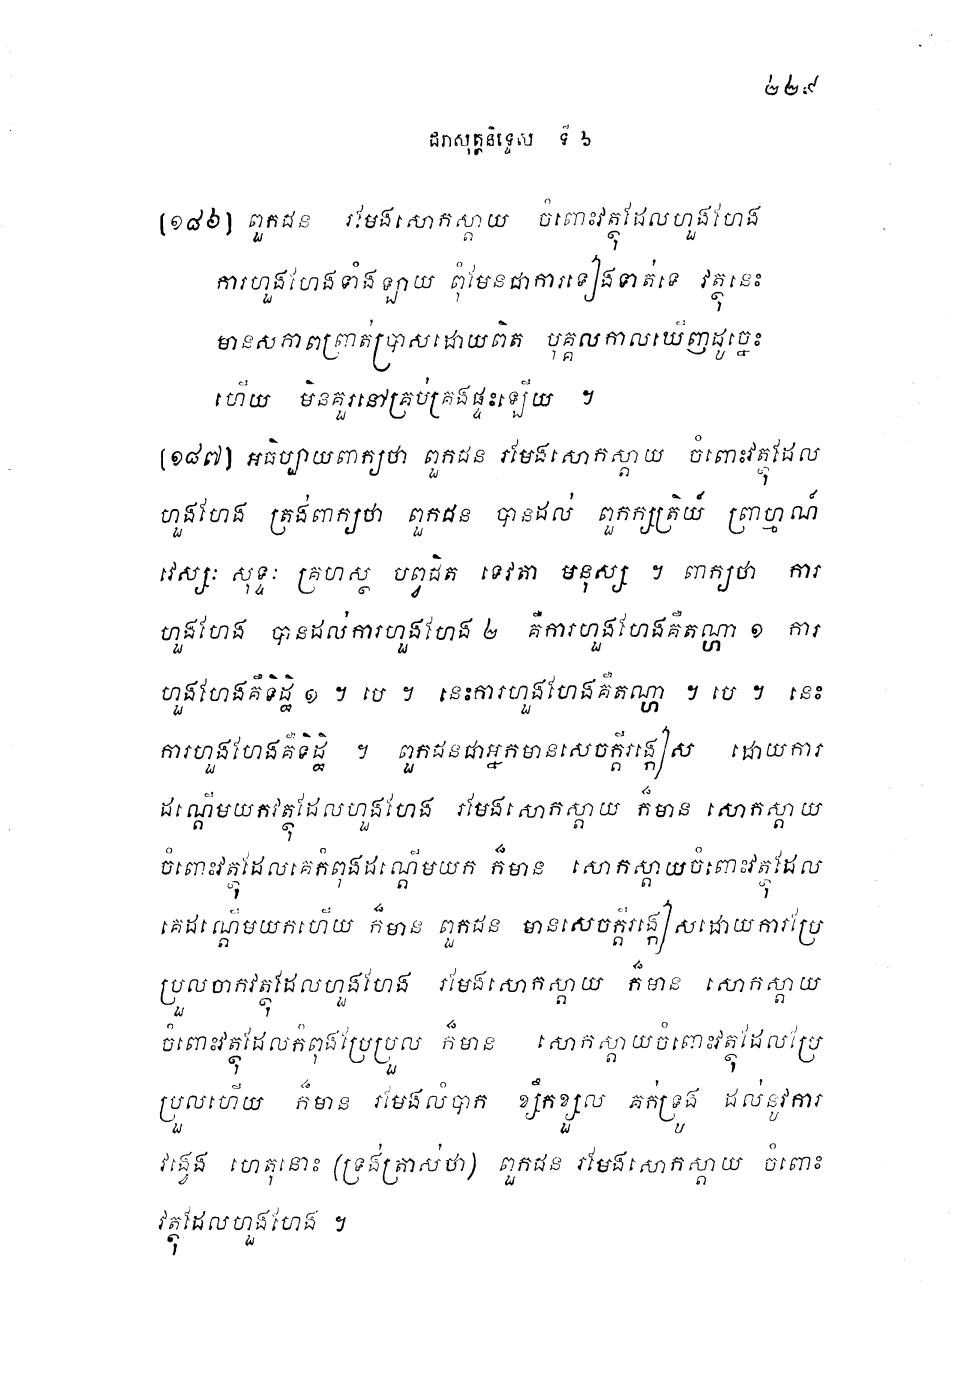 ២២៩
ជរាសុត្តនិទ្ទេស ទី ៦
(១៨៦) ពួកជន រមែងសោកស្តាយ ចំពោះវត្ថុដែលហួងហែង
ការហួងហែងទាំងឡាយ ពុំមែនជាការទៀងទាត់ទេ វត្ថុនេះ
មានសភាពព្រាត់ប្រាសដោយពិត បុគ្គលកាលឃើញដូច្នេះ
ហើយ មិនគួរនៅគ្រប់គ្រងផ្ទះឡើយ ។
(១៨៧) អធិប្បាយពាក្យថា ពួកជន រមែងសោកស្តាយ ចំពោះវត្ថុដែល
ហួងហែង ត្រង់ពាក្យថា ពួកជន បានដល់ ពួកក្សត្រិយ៍ ព្រាហ្មណ៍
វេស្សៈ សុទ្ទៈ គ្រហស្ថ បព្វជិត ទេវតា មនុស្ស ។ ពាក្យថា ការ
ហួងហែង បានដល់ការហួងហែង ២ គឺការហួងហែងគឺតណ្ហា ១ ការ
ហួងហែងគឺទិដ្ឋិ ១ ។ បេ ។ នេះការហួងហែងគឺតណ្ហា ។ បេ ។ នេះ
ការហួងហែងគឺទិដ្ឋិ ។ ពួកជនជាអ្នកមានសេចក្តីរង្កៀស ដោយការ
ដណ្តើមយកវត្ថុដែលហួងហែង រមែងសោកស្តាយ ក៏មាន សោកស្តាយ
ចំពោះវត្ថុដែលគេកំពុងដណ្តើមយក ក៏មាន សោកស្តាយចំពោះវត្ថុដែល
គេដណ្តើមយកហើយ ក៏មាន ពួកជន មានសេចក្តីរង្កៀសដោយការប្រែ
ប្រួលចាកវត្ថុដែលហួងហែង រមែងសោកស្តាយ ក៏មាន សោកស្តាយ
ចំពោះវត្ថុដែលកំពុងប្រែប្រួល ក៏មាន សោកស្តាយចំពោះវត្ថុដែលប្រែ
ប្រួលហើយ ក៏មាន រមែងលំបាក ខ្សឹកខ្សួល គក់ទ្រូង ដល់នូវការ
វង្វេង ហេតុនោះ (ទ្រង់ត្រាស់ថា) ពួកជន រមែងសោកស្តាយ ចំពោះ
វត្ថុដែលហួងហែង ។